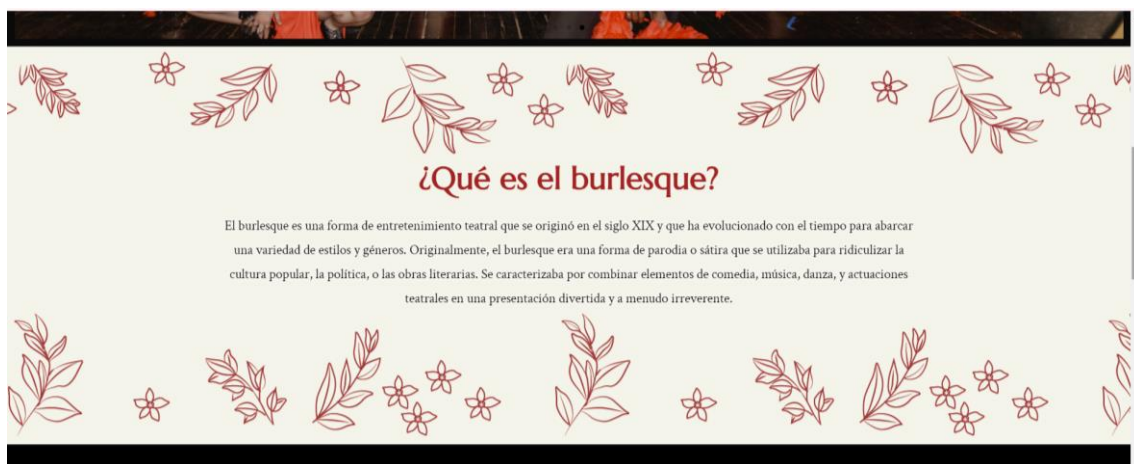 ¿Qué es el burlesque?
El burlesque es una forma de entretenimiento teatral que se originó en el siglo XIX y que ha evolucionado con el tiempo para abarcar
una variedad de estilos y géneros. Originalmente, el burlesque era una forma de parodia o sátira que se utilizaba para ridiculizar la
cultura popular, la política, o las obras literarias. Se caracterizaba por combinar elementos de comedia, música, danza, y actuaciones
teatrales en una presentación divertida y a menudo irreverente.